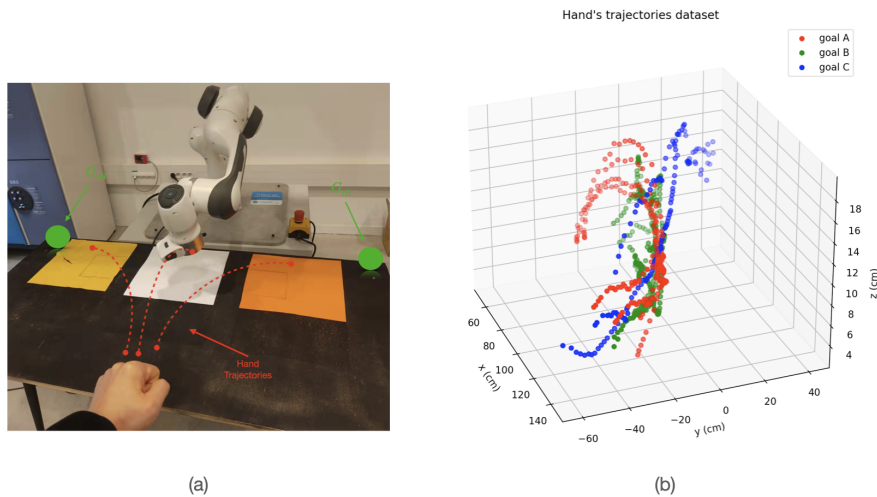 Hand's trajectories dataset
goal A
goal B
goal C
Hand
Trajectories
18
16
14
12
10
8
6
4
z (cm)
60
80
100
120
140
x (cm)
−60
−40
−20
0
20
40
y (cm)
(a)
(b)